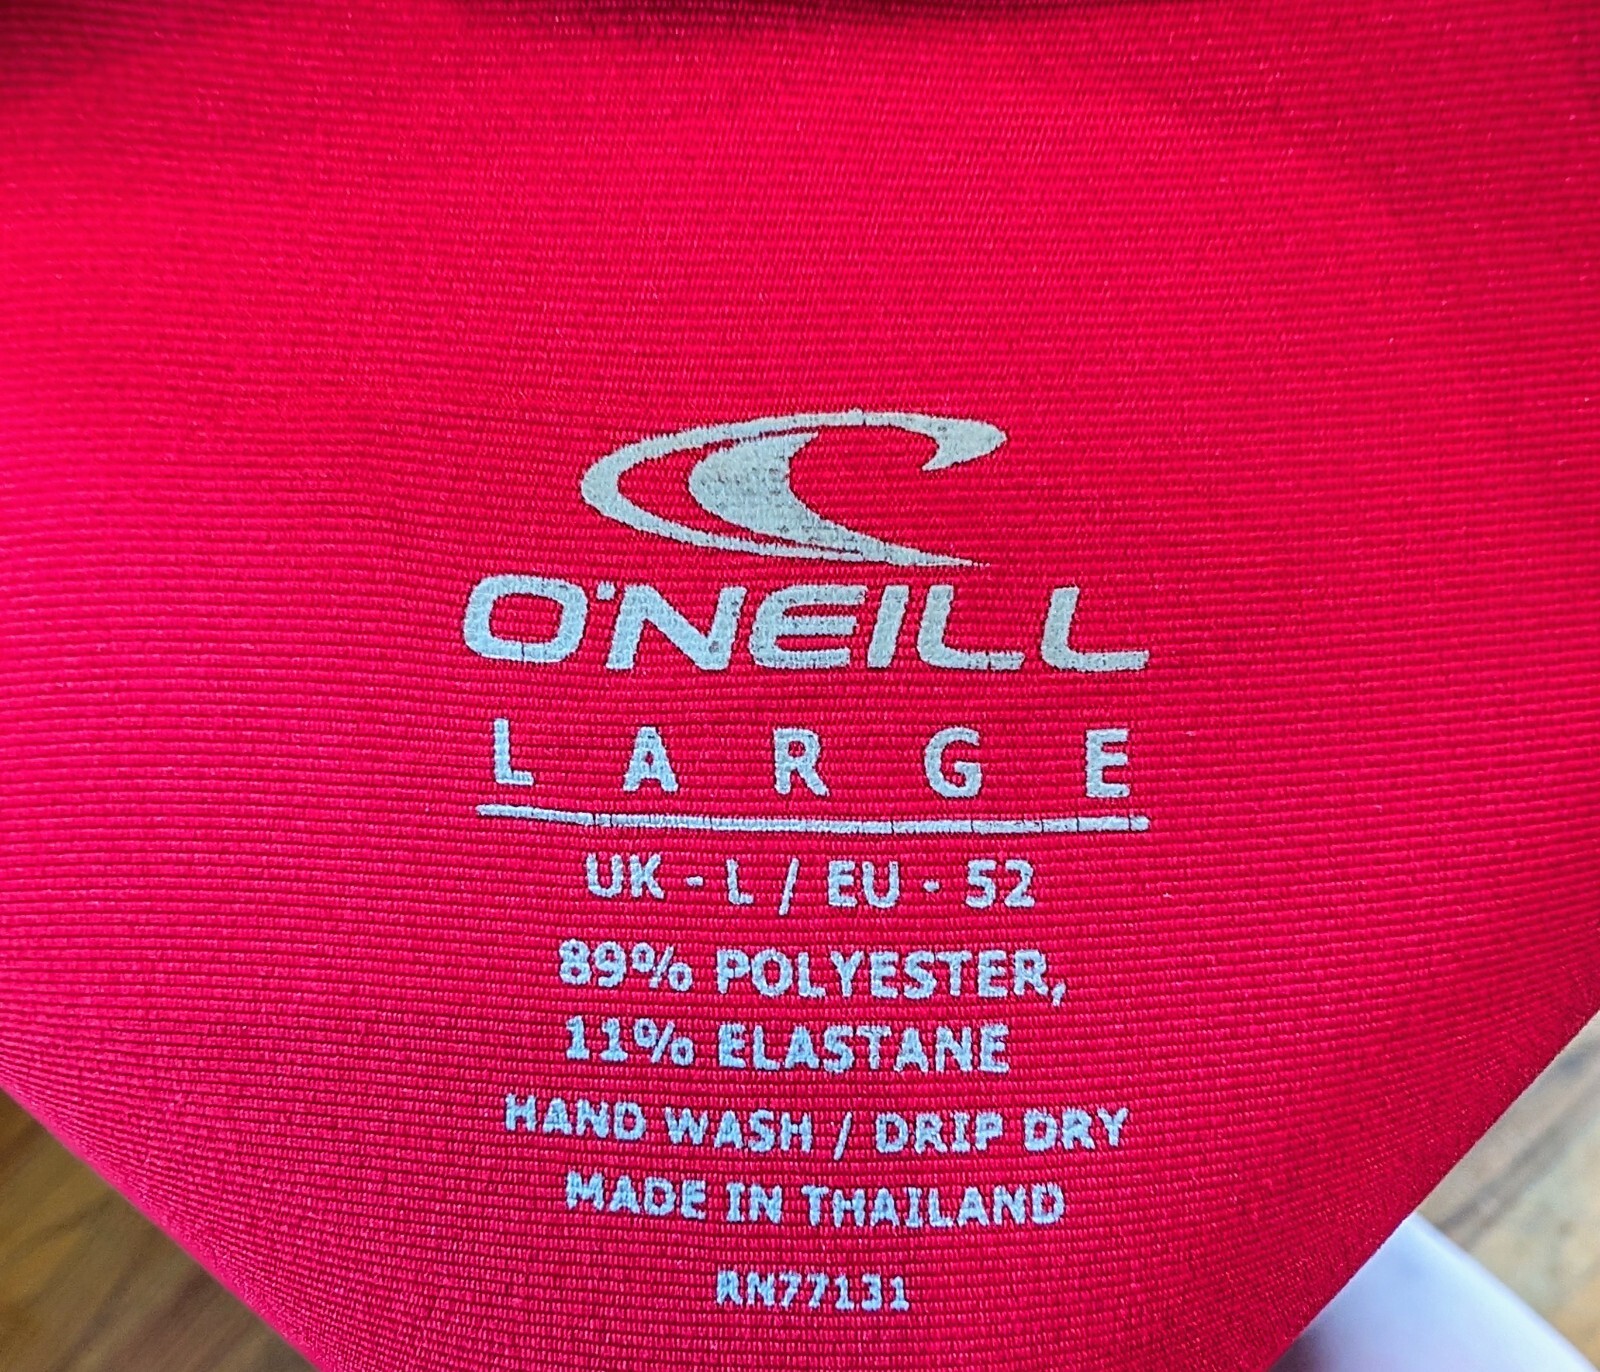 O'NEILL
LARGE
UK - L / EU - 52
89% POLYESTER,
11% ELASTANE
HAND WASH / DRIP DRY
MADE IN THAILAND
RN77131